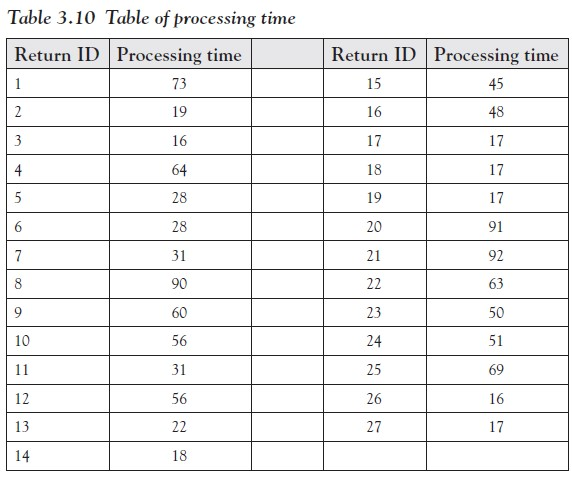 Table 3.10 Table of processing time
Return ID Processing time Return ID Processing time
1 73 15 45
2 19 16 48
3 16 17 17
4 64 18 17
5 28 19 17
6 28 20 91
7 31 21 92
8 90 22 63
9 60 23 50
10 56 24 51
11 31 25 69
12 56 26 16
13 22 27 17
14 18